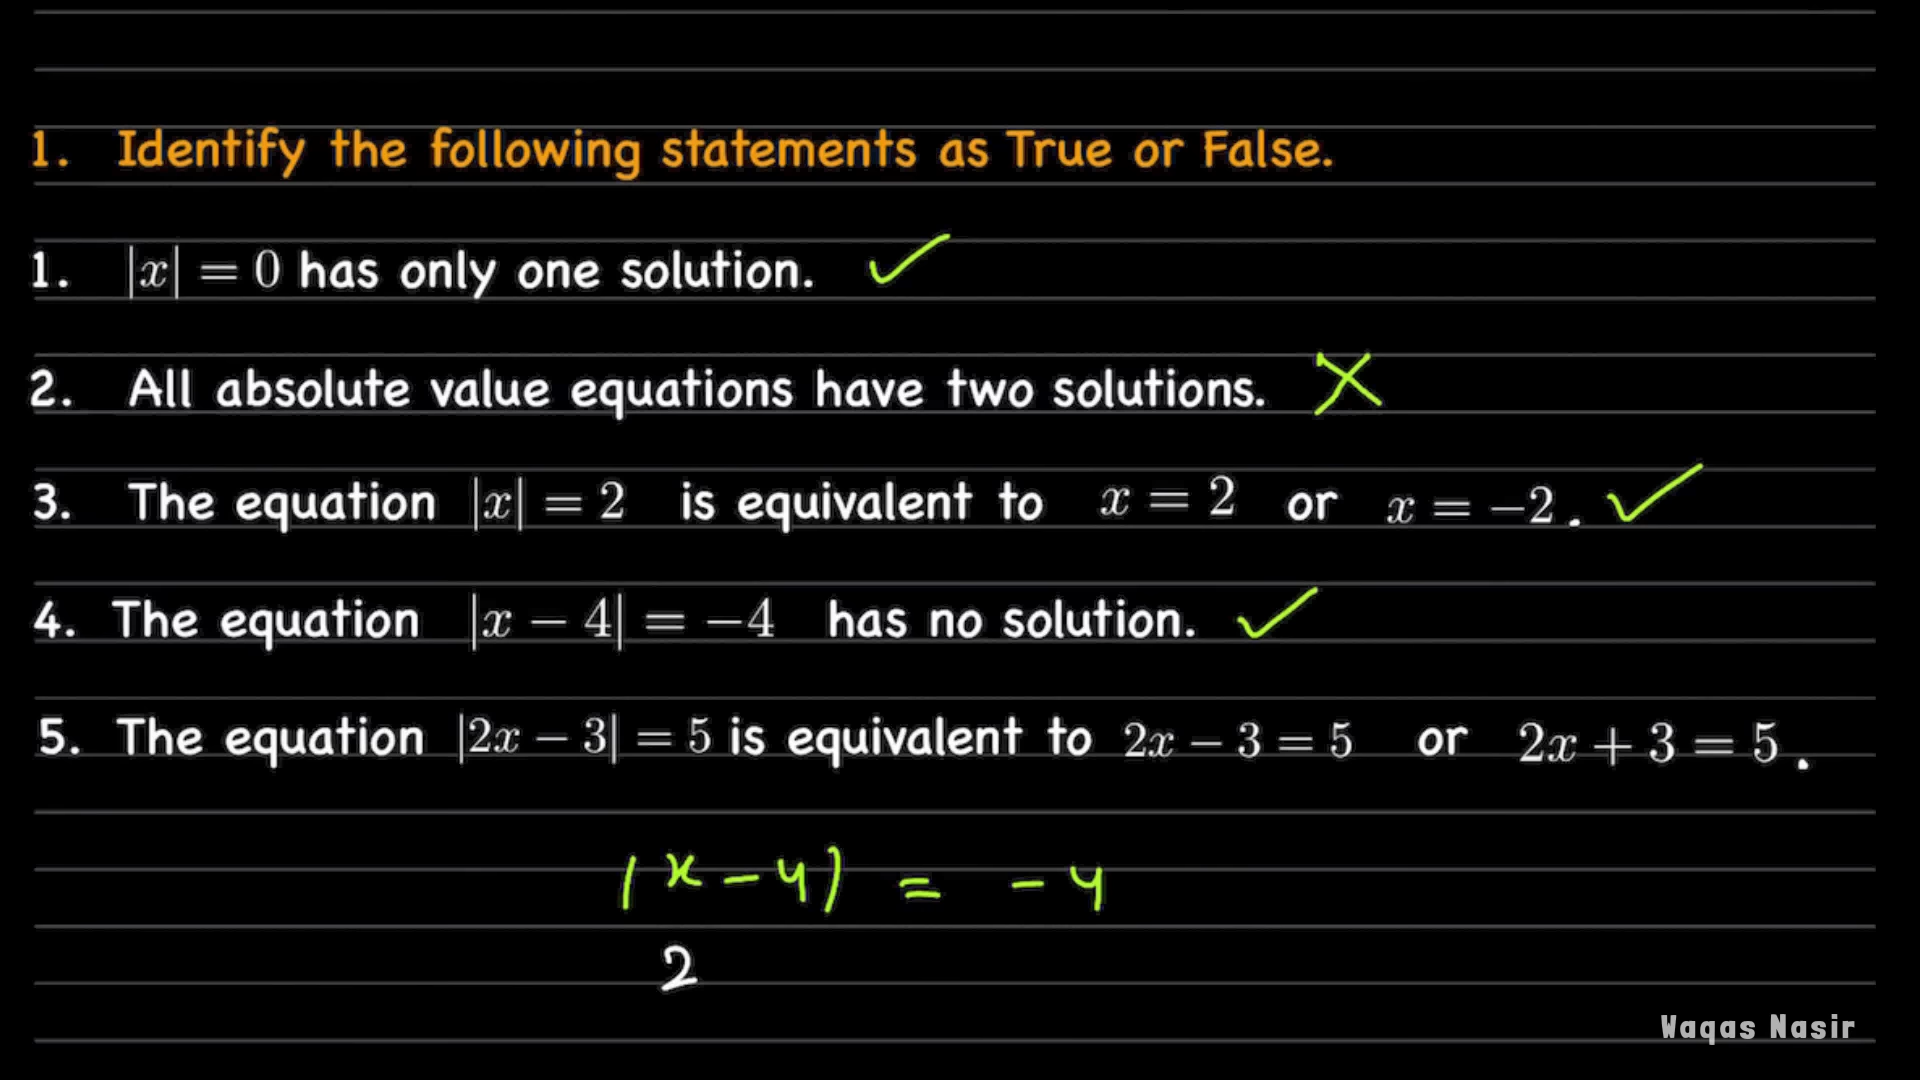 1. Identify the following statements as True or False.
1. |x| = 0 has only one solution. ✓
2. All absolute value equations have two solutions. ✗
3. The equation |x| = 2 is equivalent to x = 2 or x = −2. ✓
4. The equation |x − 4| = −4 has no solution. ✓
5. The equation |2x − 3| = 5 is equivalent to 2x − 3 = 5 or 2x + 3 = 5.
|x − 4| = − 4
2
Waqas Nasir